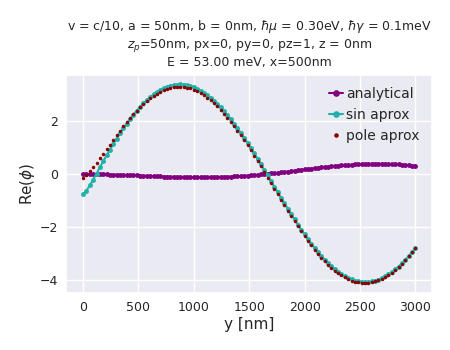 v = c/10, a = 50nm, b = 0nm, ℏμ = 0.30eV, ℏγ = 0.1meV
z_p=50nm, px=0, py=0, pz=1, z = 0nm
E = 53.00 meV, x=500nm
analytical
sin aprox
pole aprox
Re(ϕ)
2
0
−2
−4
0 500 1000 1500 2000 2500 3000
y [nm]